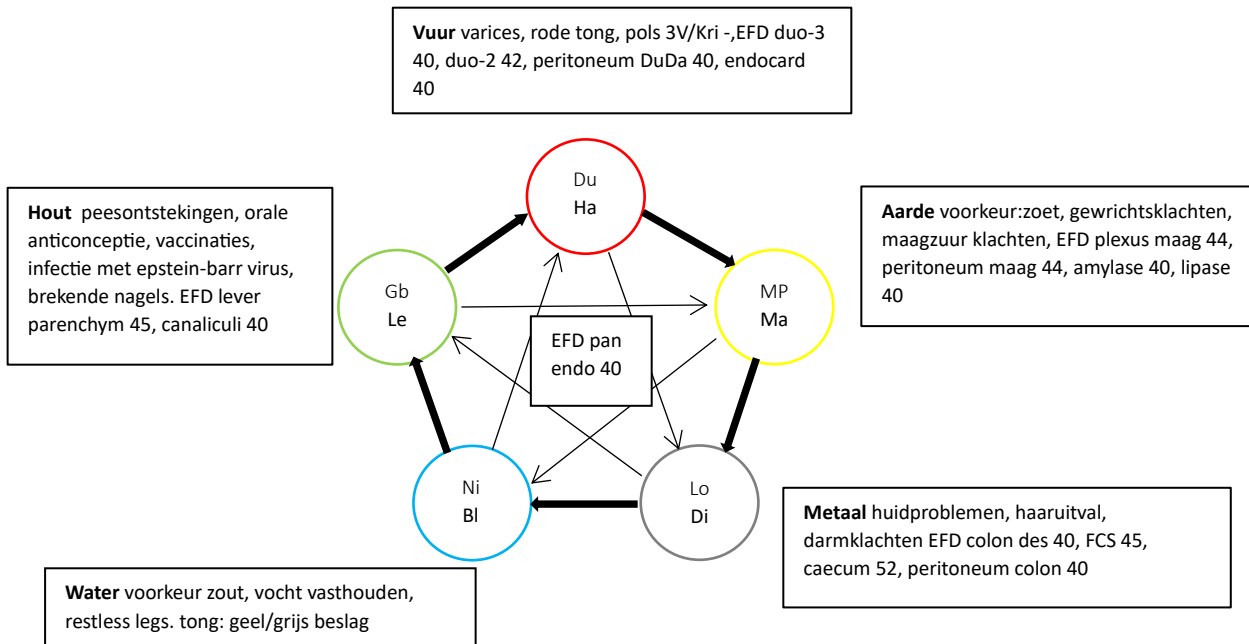 Vuur varices, rode tong, pols 3V/Kri -,EFD duo-3
40, duo-2 42, peritoneum DuDa 40, endocard
40
Du
Ha
Hout peesontstekingen, orale
anticonceptie, vaccinaties,
infectie met epstein-barr virus,
brekende nagels. EFD lever
parenchym 45, canaliculi 40
Gb
Le
MP
Ma
Aarde voorkeur:zoet, gewrichtsklachten,
maagzuur klachten, EFD plexus maag 44,
peritoneum maag 44, amylase 40, lipase
40
EFD pan
endo 40
Ni
Bl
Lo
Di
Metaal huidproblemen, haaruitval,
darmklachten EFD colon des 40, FCS 45,
caecum 52, peritoneum colon 40
Water voorkeur zout, vocht vasthouden,
restless legs. tong: geel/grijs beslag